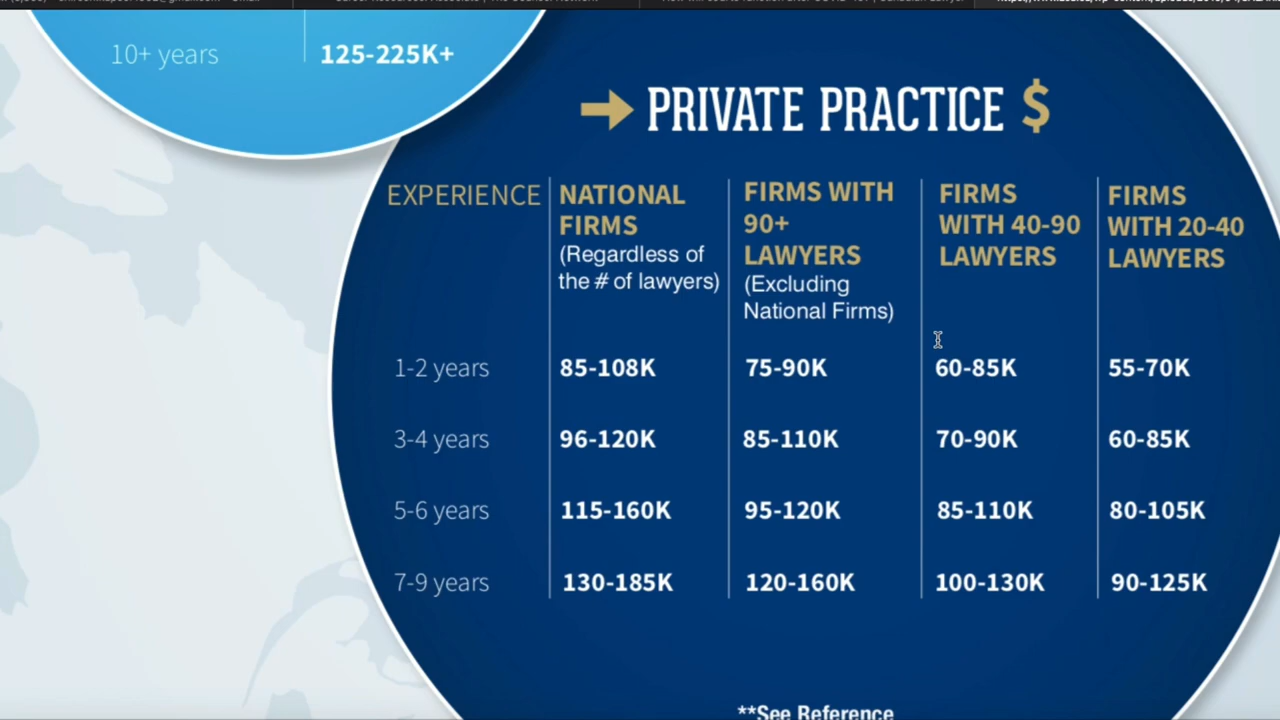 10+ years 125-225K+
PRIVATE PRACTICE $
EXPERIENCE
NATIONAL
FIRMS
(Regardless of
the # of lawyers)
FIRMS WITH
90+
LAWYERS
(Excluding
National Firms)
FIRMS
WITH 40-90
LAWYERS
FIRMS
WITH 20-40
LAWYERS
1-2 years 85-108K 75-90K 60-85K 55-70K
3-4 years 96-120K 85-110K 70-90K 60-85K
5-6 years 115-160K 95-120K 85-110K 80-105K
7-9 years 130-185K 120-160K 100-130K 90-125K
**See Reference